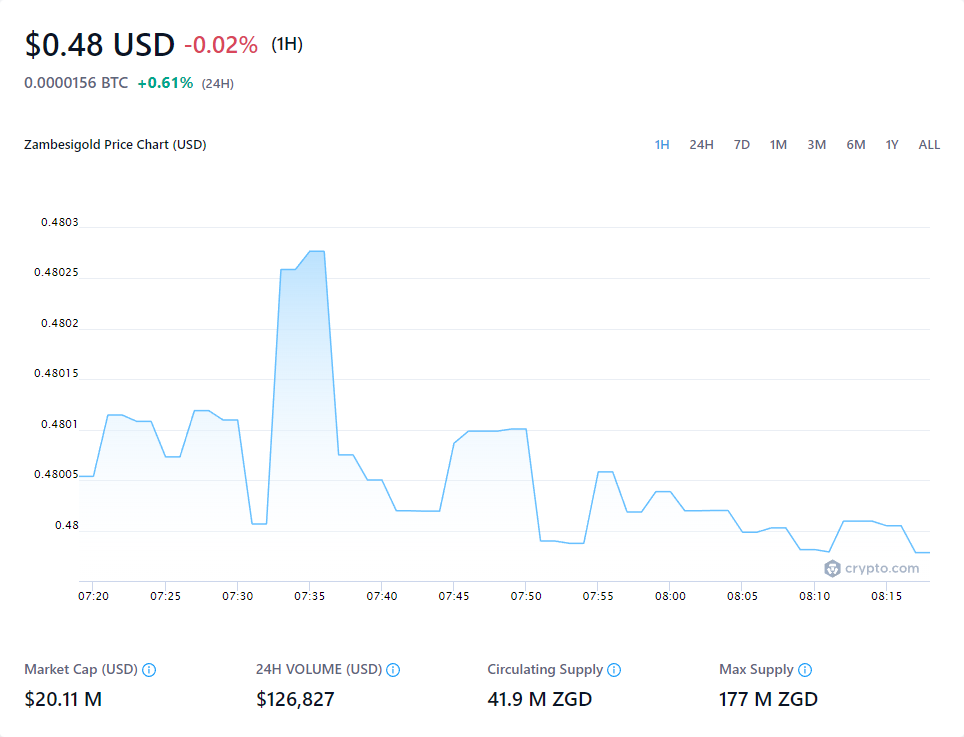 $0.48 USD -0.02% (1H)
0.0000156 BTC +0.61% (24H)
Zambesigold Price Chart (USD)
1H 24H 7D 1M 3M 6M 1Y ALL
0.4803
0.48025
0.4802
0.48015
0.4801
0.48005
0.48
crypto.com
07:20 07:25 07:30 07:35 07:40 07:45 07:50 07:55 08:00 08:05 08:10 08:15
Market Cap (USD) 24H VOLUME (USD) Circulating Supply Max Supply
$20.11 M $126,827 41.9 M ZGD 177 M ZGD